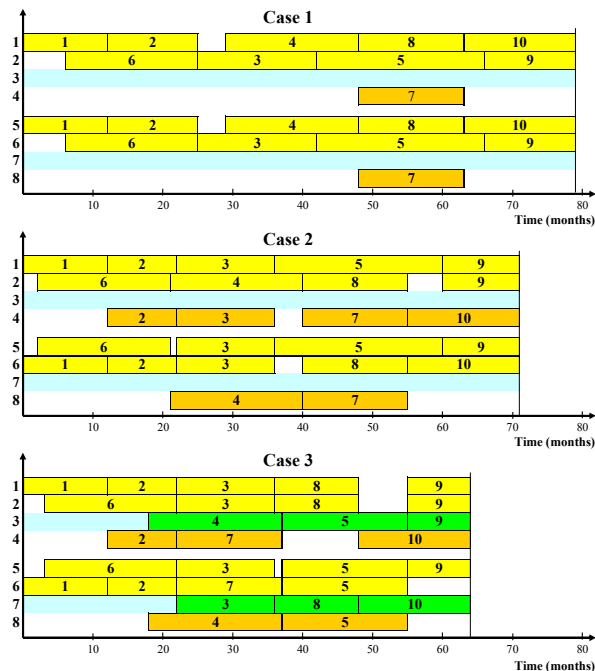 Case 1
1 1 2 4 8 10
2 6 3 5 9
3
4 7
5 1 2 4 8 10
6 6 3 5 9
7
8 7
10 20 30 40 50 60 70 80
Time (months)
Case 2
1 1 2 3 5 9
2 6 4 8 9
3
4 2 3 7 10
5 6 3 5 9
6 1 2 3 8 10
7
8 4 7
10 20 30 40 50 60 70 80
Time (months)
Case 3
1 1 2 3 8 9
2 6 3 8 9
3 4 5 9
4 2 7 10
5 6 3 5 9
6 1 2 7 5
7 3 8 10
8 4 5
10 20 30 40 50 60 70 80
Time (months)